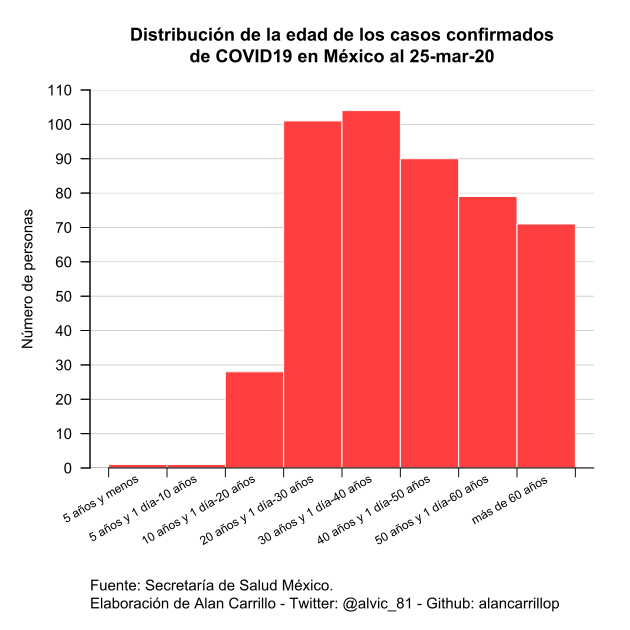 Distribución de la edad de los casos confirmados
de COVID19 en México al 25-mar-20
Número de personas
110
100
90
80
70
60
50
40
30
20
10
0
5 años y menos
5 años y 1 día-10 años
10 años y 1 día-20 años
20 años y 1 día-30 años
30 años y 1 día-40 años
40 años y 1 día-50 años
50 años y 1 día-60 años
más de 60 años
Fuente: Secretaría de Salud México.
Elaboración de Alan Carrillo - Twitter: @alvic_81 - Github: alancarrillop